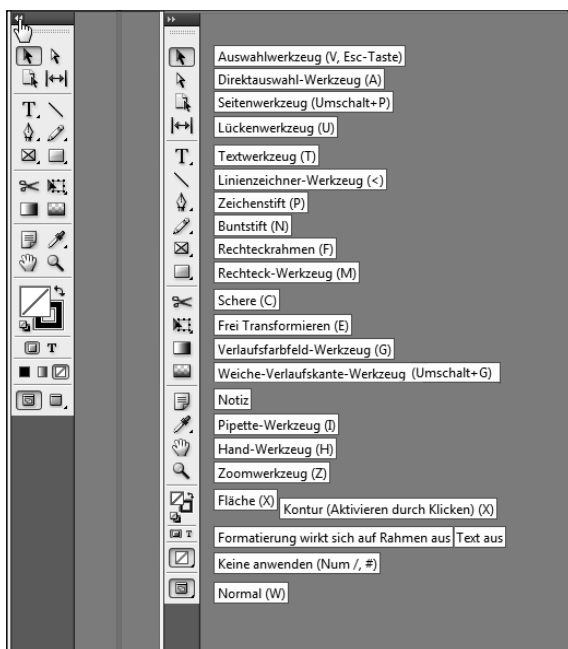 Auswahlwerkzeug (V, Esc-Taste)
Direktauswahl-Werkzeug (A)
Seitenwerkzeug (Umschalt+P)
Lückenwerkzeug (U)
Textwerkzeug (T)
Linienzeichner-Werkzeug (<)
Zeichenstift (P)
Buntstift (N)
Rechteckrahmen (F)
Rechteck-Werkzeug (M)
Schere (C)
Frei Transformieren (E)
Verlaufsfarbfeld-Werkzeug (G)
Weiche-Verlaufskante-Werkzeug (Umschalt+G)
Notiz
Pipette-Werkzeug (I)
Hand-Werkzeug (H)
Zoomwerkzeug (Z)
Fläche (X)
Kontur (Aktivieren durch Klicken) (X)
Formatierung wirkt sich auf Rahmen aus Text aus
Keine anwenden (Num /, #)
Normal (W)